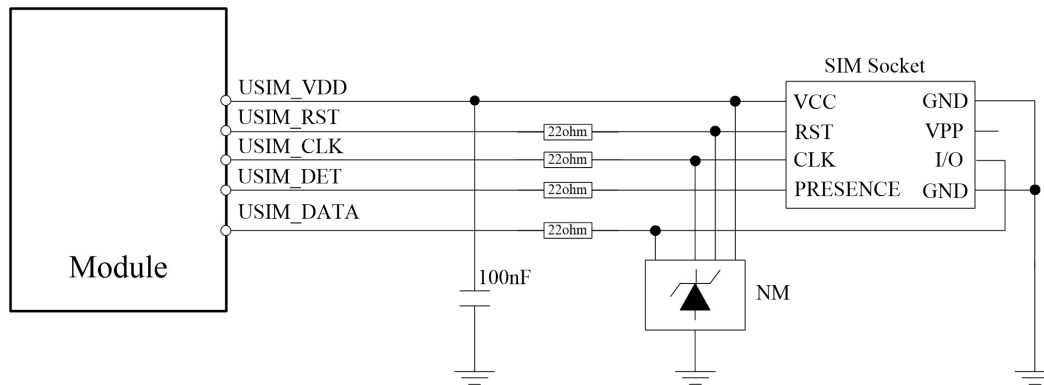 SIM Socket
USIM_VDD
VCC
GND
USIM_RST
22ohm
RST
VPP
USIM_CLK
22ohm
CLK
I/O
USIM_DET
22ohm
PRESENCE
GND
USIM_DATA
22ohm
Module
100nF
NM